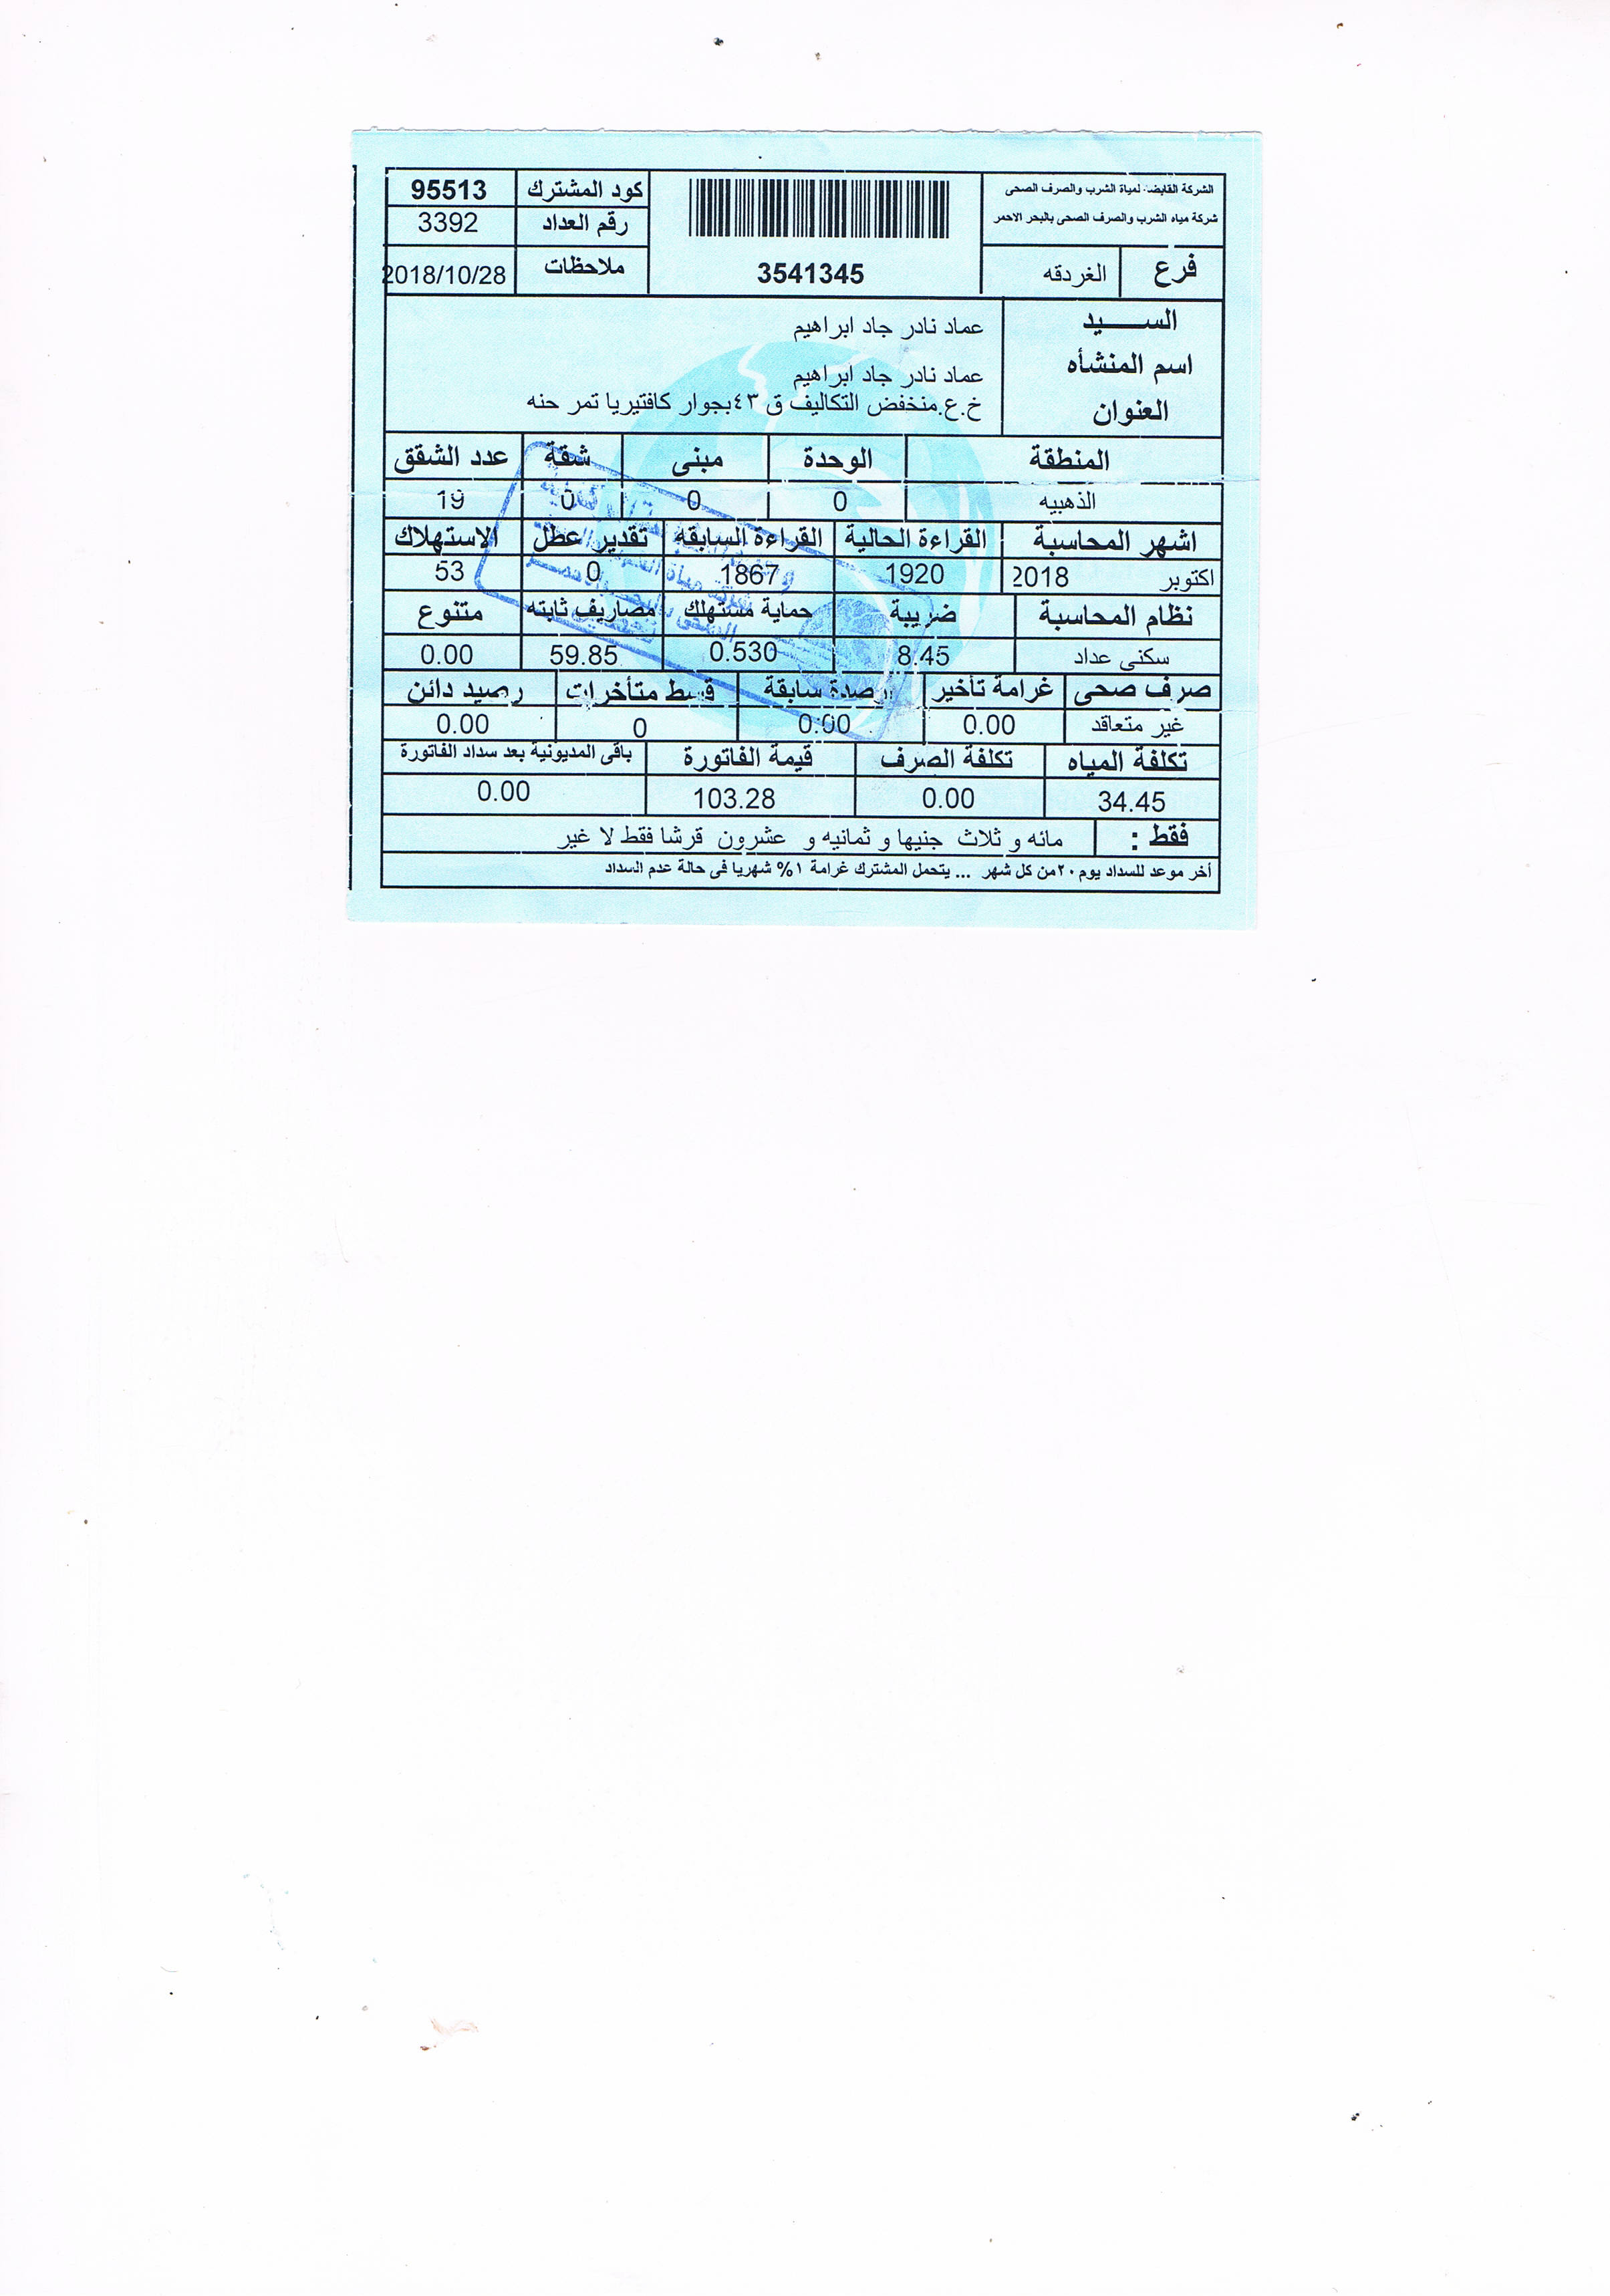 الشركة القابضة لمياة الشرب والصرف الصحى
شركة مياه الشرب والصرف الصحى بالبحر الاحمر
فرع الغردقه
3541345
كود المشترك 95513
رقم العداد 3392
ملاحظات 2018/10/28
الســـــيد عماد نادر جاد ابراهيم
اسم المنشأه عماد نادر جاد ابراهيم
العنوان خ.ع.منخفض التكاليف ق ٤٣بجوار كافتيريا تمر حنه
المنطقة الوحدة مبنى شقة عدد الشقق
الذهبيه 0 0 0 19
اشهر المحاسبة القراءة الحالية القراءة السابقة تقدير عطل الاستهلاك
اكتوبر 2018 1920 1867 0 53
نظام المحاسبة ضريبة حماية مستهلك مصاريف ثابته متنوع
سكنى عداد 8.45 0.530 59.85 0.00
صرف صحى غرامة تأخير ارصدة سابقة قسط متأخرات رصيد دائن
غير متعاقد 0.00 0.00 0 0.00
تكلفة المياه تكلفة الصرف قيمة الفاتورة باقى المديونية بعد سداد الفاتورة
34.45 0.00 103.28 0.00
فقط : مائه و ثلاث جنيها و ثمانيه و عشرون قرشا فقط لا غير
أخر موعد للسداد يوم ٢٠من كل شهر ... يتحمل المشترك غرامة ١% شهريا فى حالة عدم السداد